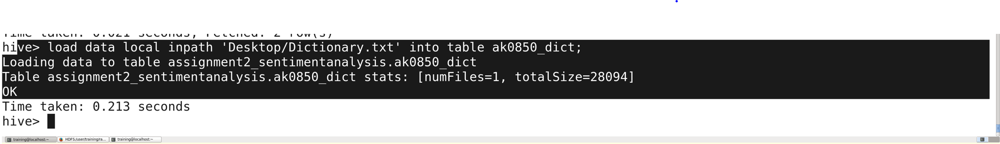 Time taken: 0.021 seconds, Fetched: 2 row(s)
hive> load data local inpath 'Desktop/Dictionary.txt' into table ak0850_dict;
Loading data to table assignment2_sentimentanalysis.ak0850_dict
Table assignment2_sentimentanalysis.ak0850_dict stats: [numFiles=1, totalSize=28094]
OK
Time taken: 0.213 seconds
hive>
training@localhost:~ HDFS:/user/training/ra... training@localhost:~